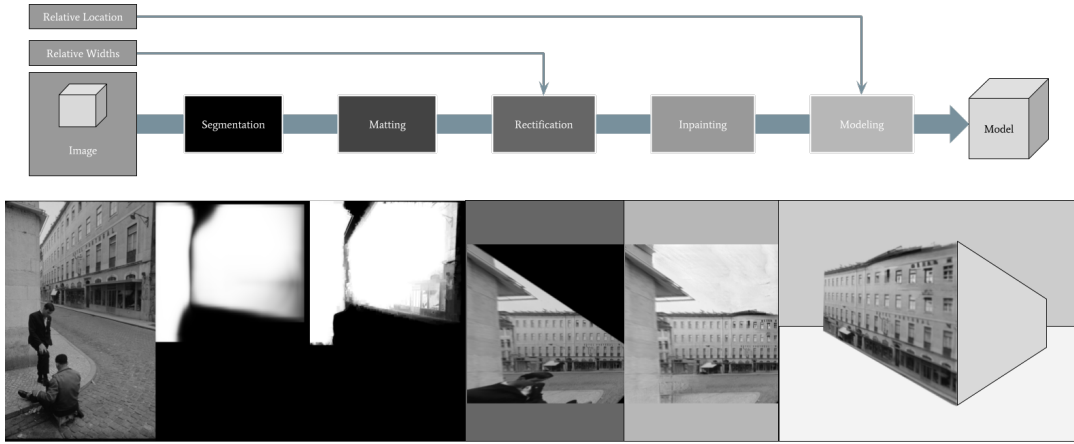 Relative Location
Relative Widths
Image
Segmentation
Matting
Rectification
Inpainting
Modeling
Model